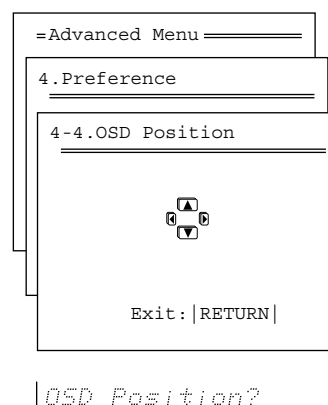 =Advanced Menu
4.Preference
4-4.OSD Position
Exit:|RETURN|
OSD Position?